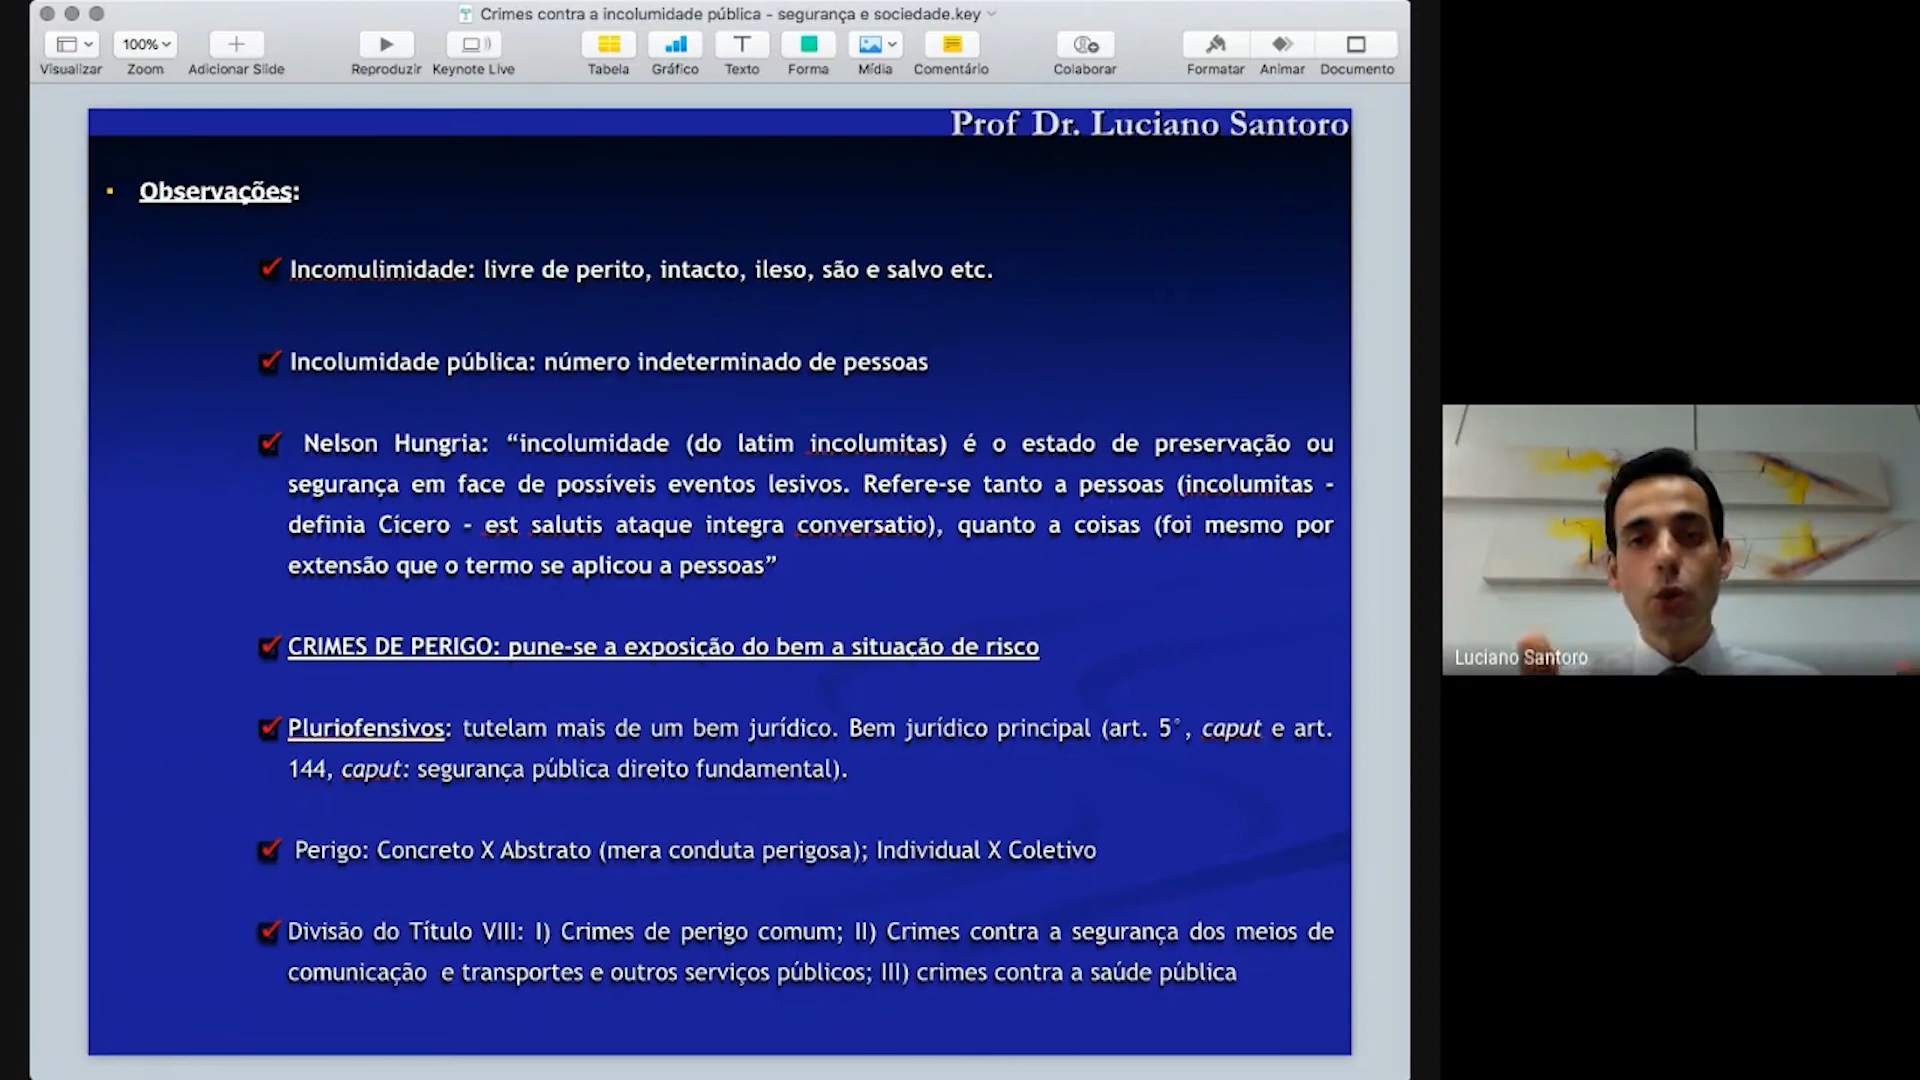 Crimes contra a incolumidade pública - segurança e sociedade.key
100%
Visualizar Zoom Adicionar Slide Reproduzir Keynote Live Tabela Gráfico Texto Forma Mídia Comentário Colaborar Formatar Animar Documento
Prof Dr. Luciano Santoro
Observações:
Incomulimidade: livre de perito, intacto, ileso, são e salvo etc.
Incolumidade pública: número indeterminado de pessoas
Nelson Hungria: “incolumidade (do latim incolumitas) é o estado de preservação ou
segurança em face de possíveis eventos lesivos. Refere-se tanto a pessoas (incolumitas -
definia Cícero - est salutis ataque integra conversatio), quanto a coisas (foi mesmo por
extensão que o termo se aplicou a pessoas”
CRIMES DE PERIGO: pune-se a exposição do bem a situação de risco
Pluriofensivos: tutelam mais de um bem jurídico. Bem jurídico principal (art. 5°, caput e art.
144, caput: segurança pública direito fundamental).
Perigo: Concreto X Abstrato (mera conduta perigosa); Individual X Coletivo
Divisão do Título VIII: I) Crimes de perigo comum; II) Crimes contra a segurança dos meios de
comunicação e transportes e outros serviços públicos; III) crimes contra a saúde pública
Luciano Santoro